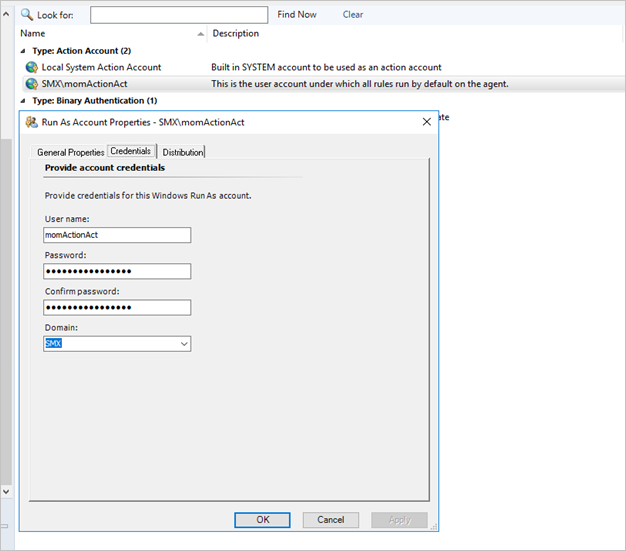 Look for: Find Now Clear
Name Description
Type: Action Account (2)
Local System Action Account Built in SYSTEM account to be used as an action account
SMX\momActionAct This is the user account under which all rules run by default on the agent.
Type: Binary Authentication (1)
ate
Run As Account Properties - SMX\momActionAct
General Properties Credentials Distribution
Provide account credentials
Provide credentials for this Windows Run As account.
User name:
momActionAct
Password:
●●●●●●●●●●●●●●●●
Confirm password:
●●●●●●●●●●●●●●●●
Domain:
SMX
OK Cancel Apply